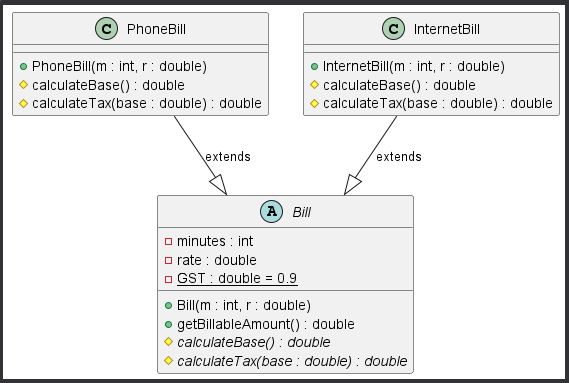 C PhoneBill
PhoneBill(m : int, r : double)
calculateBase() : double
calculateTax(base : double) : double
C InternetBill
InternetBill(m : int, r : double)
calculateBase() : double
calculateTax(base : double) : double
extends
extends
A Bill
minutes : int
rate : double
GST : double = 0.9
Bill(m : int, r : double)
getBillableAmount() : double
calculateBase() : double
calculateTax(base : double) : double